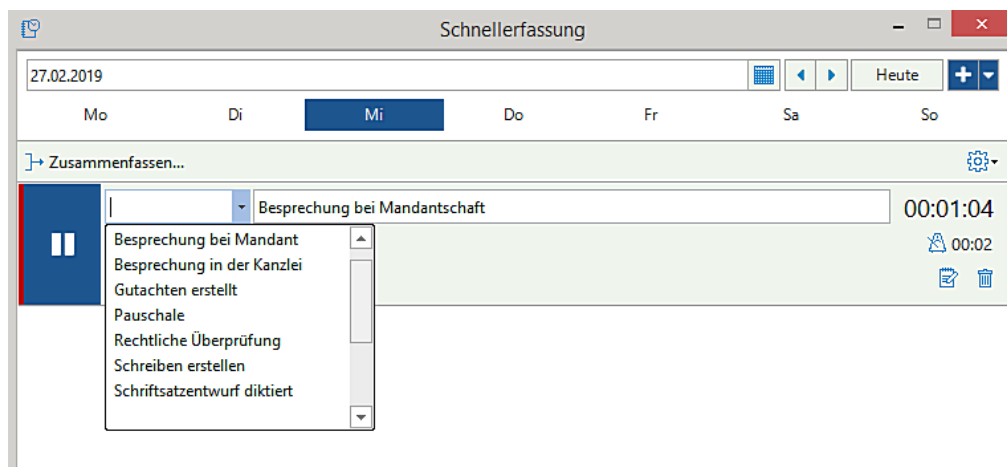 Schnellerfassung
27.02.2019
Heute
Mo Di Mi Do Fr Sa So
Zusammenfassen...
Besprechung bei Mandantschaft 00:01:04
00:02
Besprechung bei Mandant
Besprechung in der Kanzlei
Gutachten erstellt
Pauschale
Rechtliche Überprüfung
Schreiben erstellen
Schriftsatzentwurf diktiert